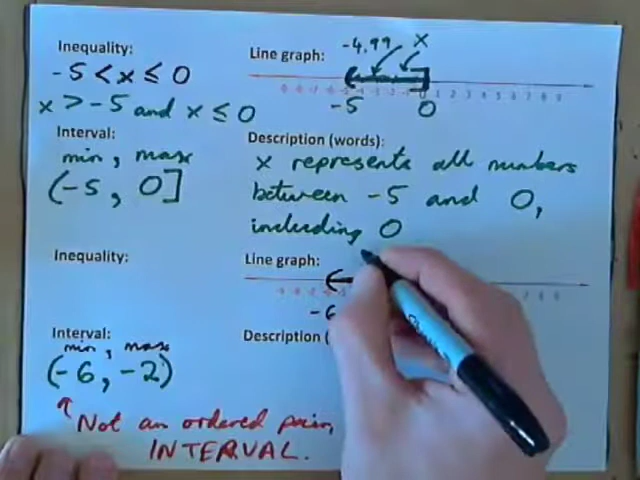 Inequality:
-5 < x ≤ 0
x > -5 and x ≤ 0
Line graph:
-4.99 x
-5 0
Interval:
min, max
(-5, 0]
Description (words):
x represents all numbers
between -5 and 0,
including 0
Inequality:
Line graph:
-6
Interval:
min, max
(-6, -2)
Description (
Not an ordered pair,
INTERVAL.
Sharpie